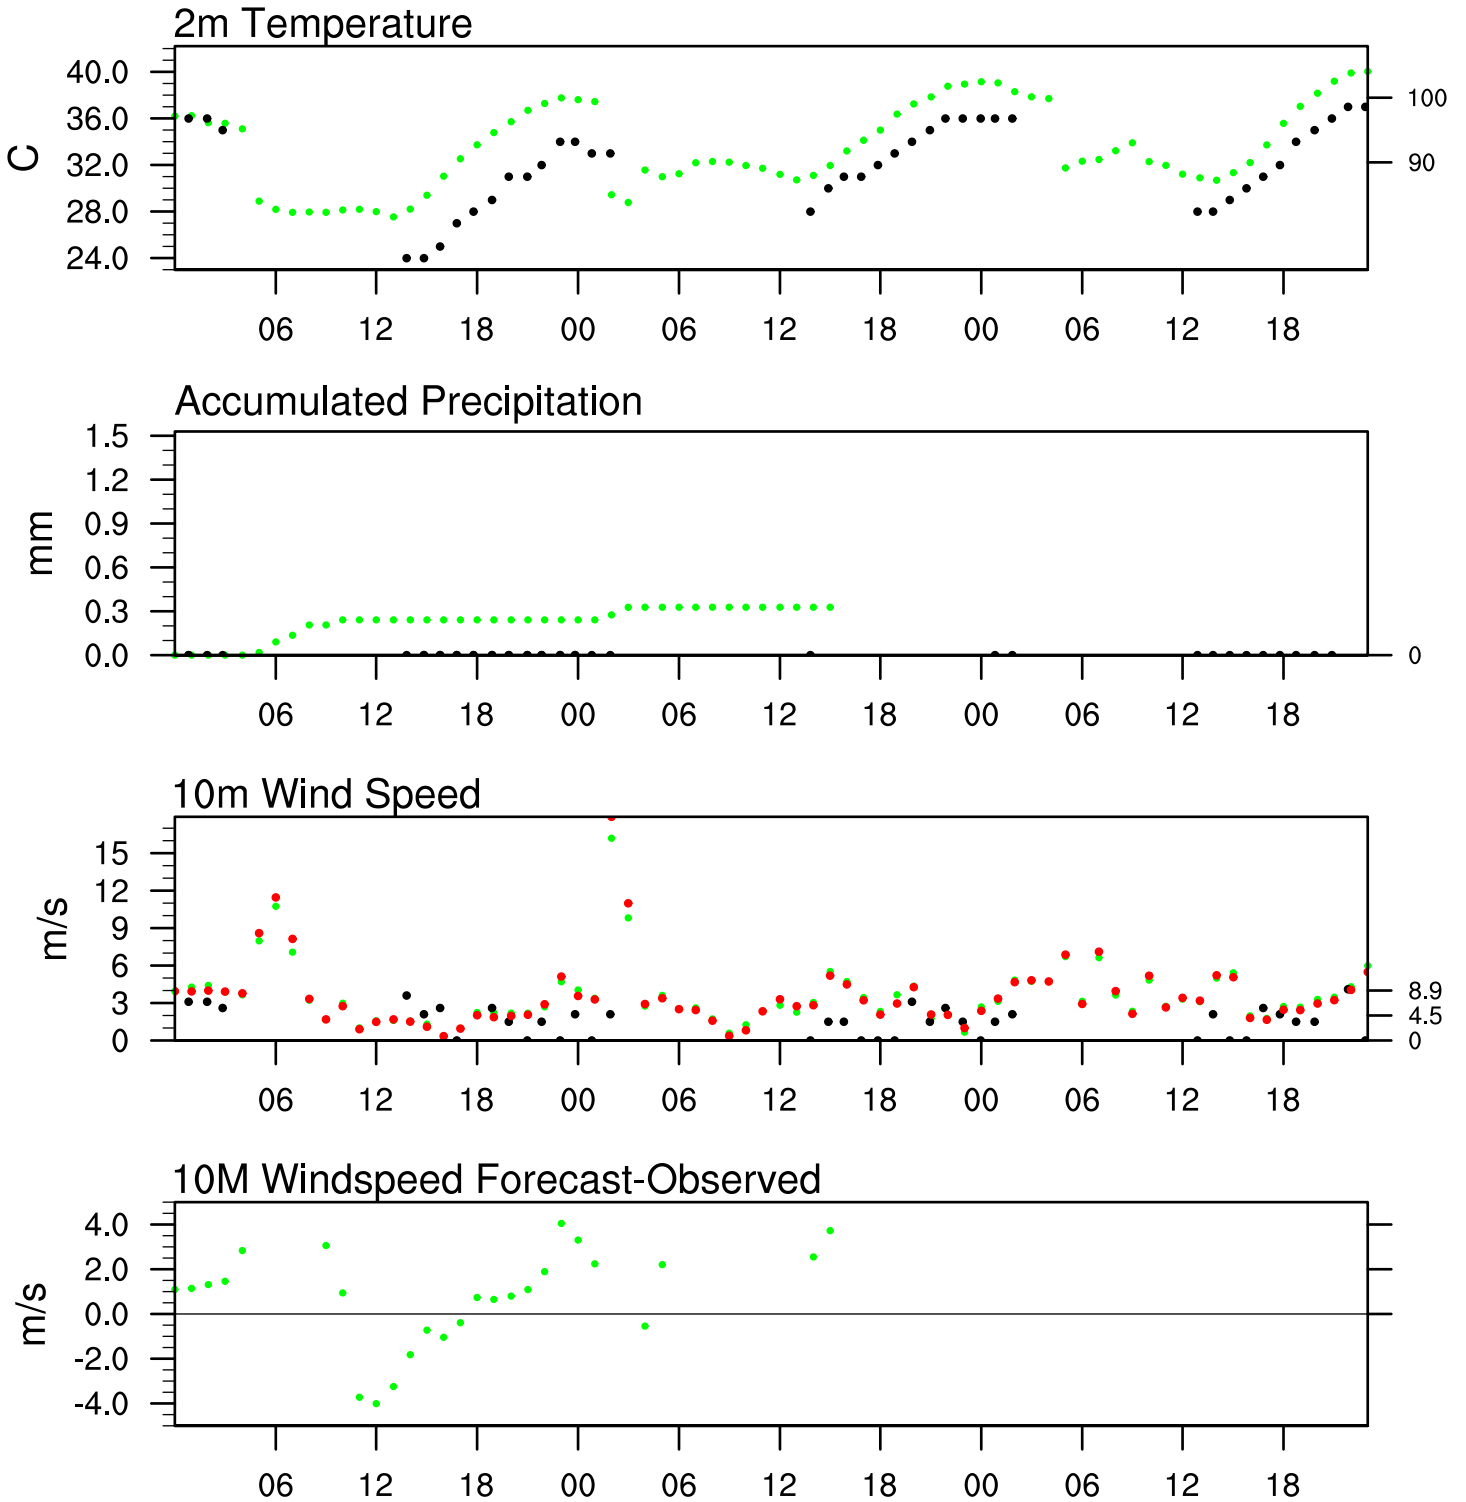 2m Temperature
40.0
36.0
32.0
28.0
24.0
C
100
90
06 12 18 00 06 12 18 00 06 12 18
Accumulated Precipitation
1.5
1.2
0.9
0.6
0.3
0.0
mm
0
06 12 18 00 06 12 18 00 06 12 18
10m Wind Speed
15
12
9
6
3
0
m/s
8.9
4.5
0
06 12 18 00 06 12 18 00 06 12 18
10M Windspeed Forecast-Observed
4.0
2.0
0.0
-2.0
-4.0
m/s
06 12 18 00 06 12 18 00 06 12 18